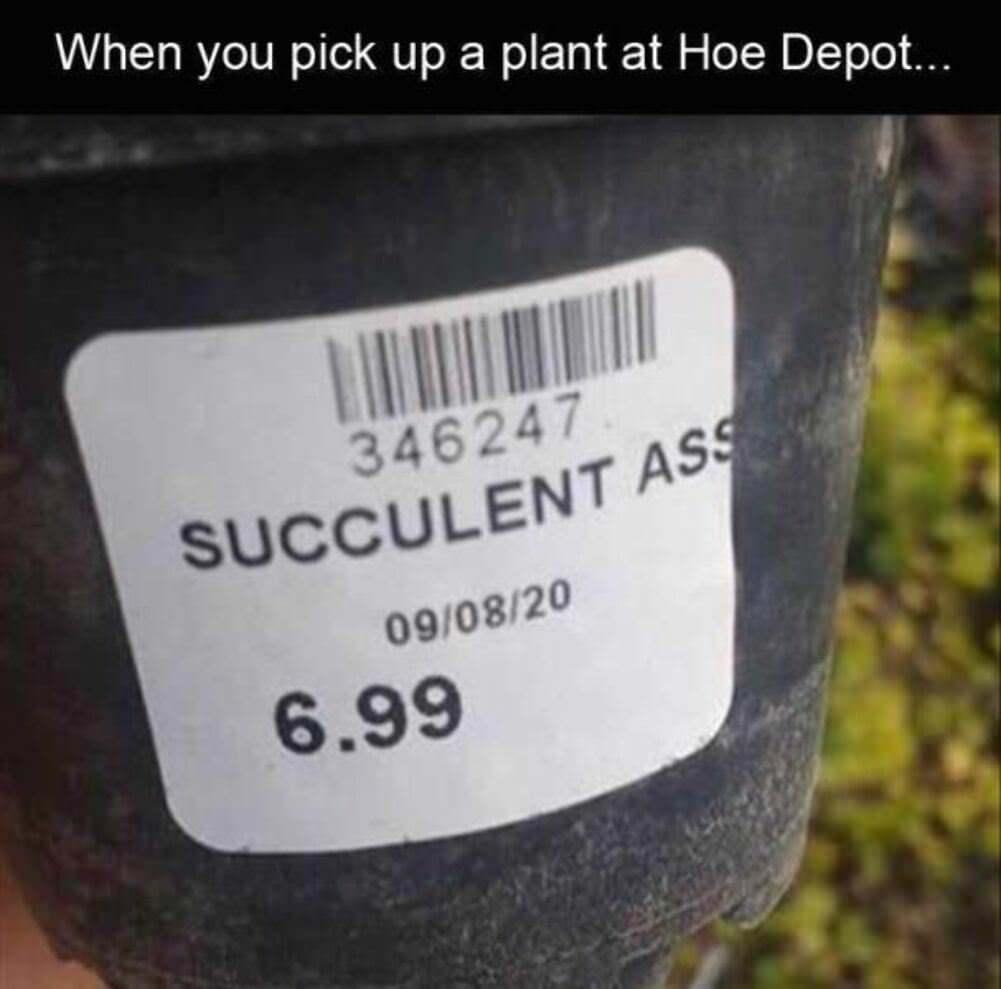 When you pick up a plant at Hoe Depot...
346247
SUCCULENT ASS
09/08/20
6.99